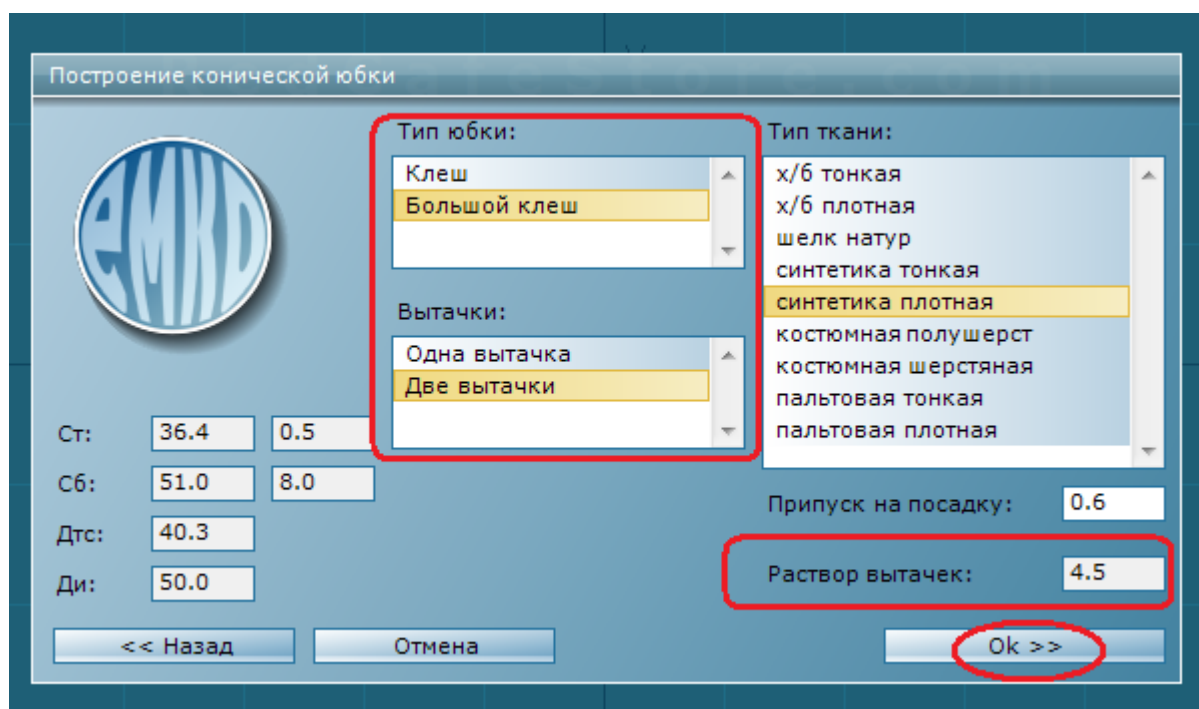 Построение конической юбки
емко
Тип юбки:
Клеш
Большой клеш
Вытачки:
Одна вытачка
Две вытачки
Тип ткани:
х/б тонкая
х/б плотная
шелк натур
синтетика тонкая
синтетика плотная
костюмная полушерст
костюмная шерстяная
пальтовая тонкая
пальтовая плотная
Ст: 36.4 0.5
Сб: 51.0 8.0
Дтс: 40.3
Ди: 50.0
Припуск на посадку: 0.6
Раствор вытачек: 4.5
<< Назад
Отмена
Ok >>